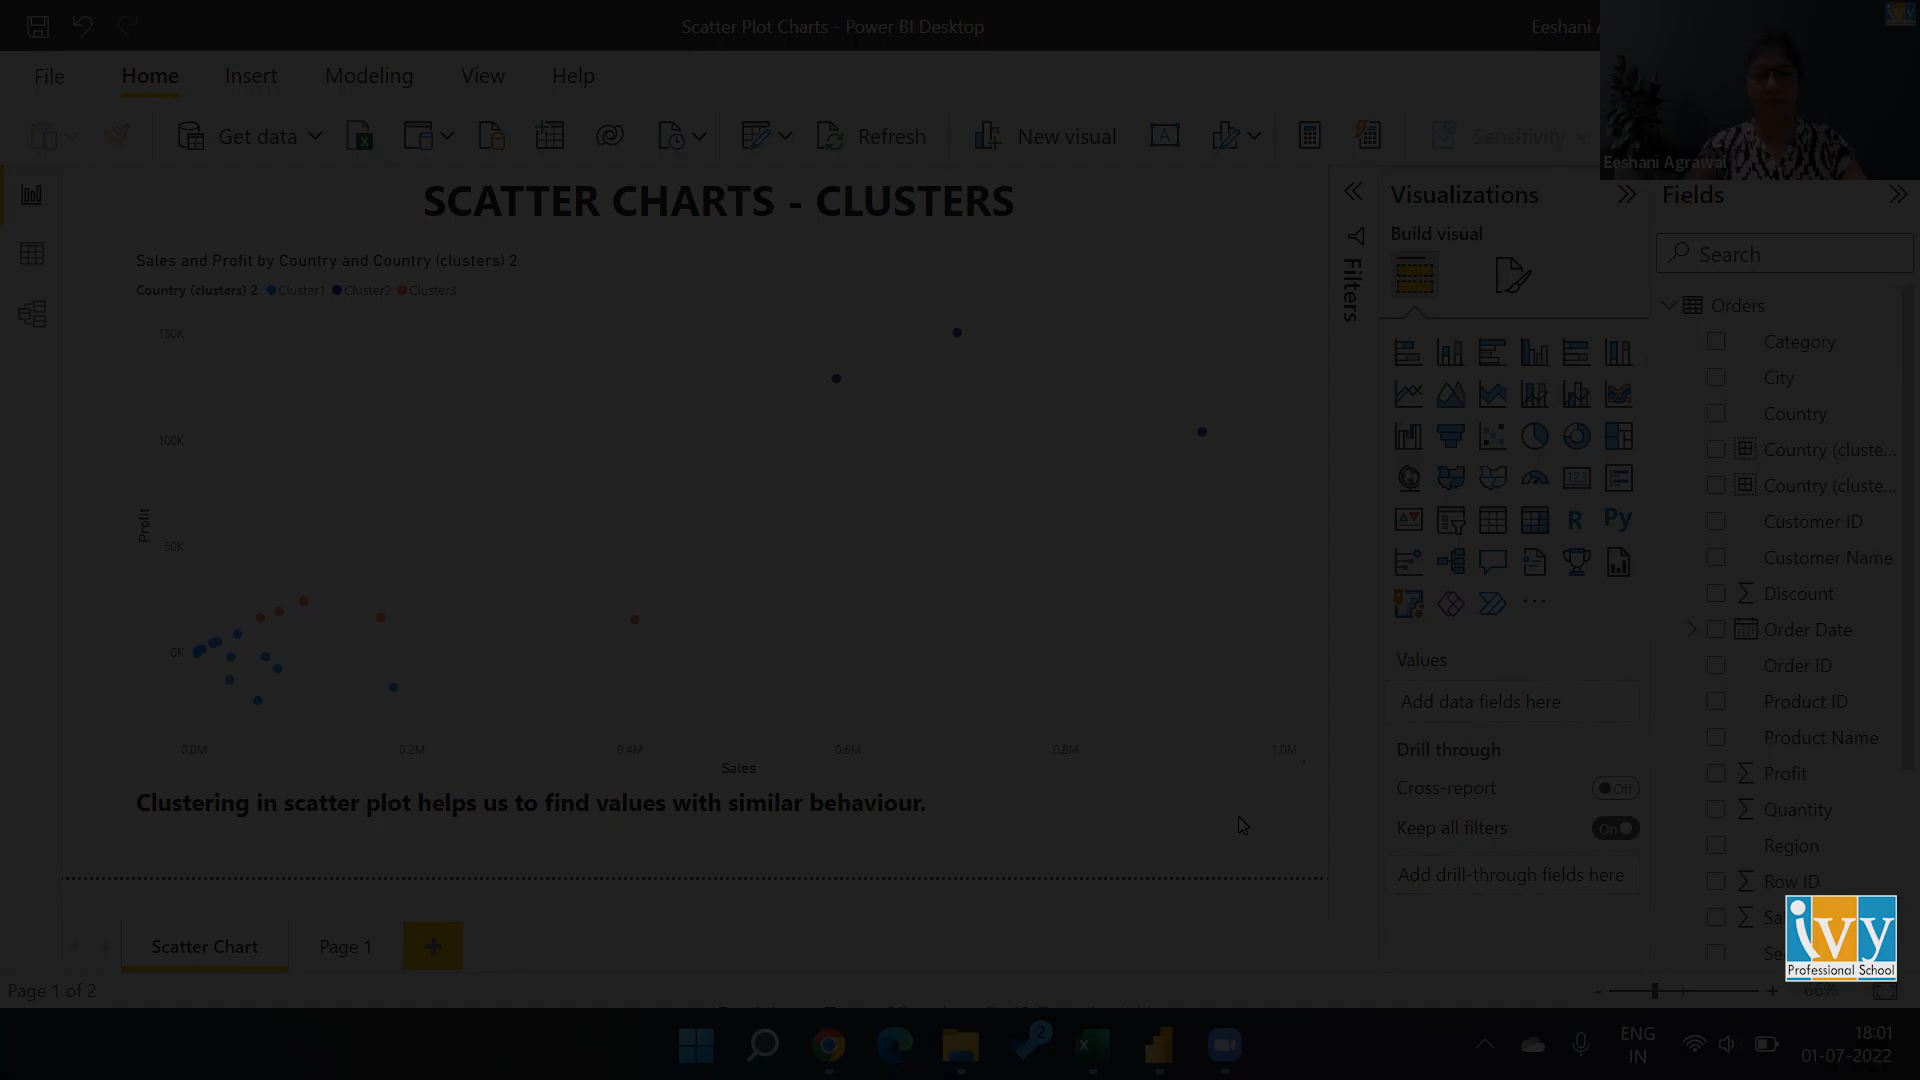 Scatter Plot Charts - Power BI Desktop
Eeshani A
File Home Insert Modeling View Help
Get data Refresh New visual Sensitivity
Eeshani Agrawal
SCATTER CHARTS - CLUSTERS
Sales and Profit by Country and Country (clusters) 2
Country (clusters) 2 Cluster1 Cluster2 Cluster3
150K
100K
50K
0K
Profit
0.0M 0.2M 0.4M 0.6M 0.8M 1.0M
Sales
Clustering in scatter plot helps us to find values with similar behaviour.
Filters
Visualizations
Build visual
123
R Py
Values
Add data fields here
Drill through
Cross-report Off
Keep all filters On
Add drill-through fields here
Fields
Search
Orders
Category
City
Country
Country (cluste...
Country (cluste...
Customer ID
Customer Name
Discount
Order Date
Order ID
Product ID
Product Name
Profit
Quantity
Region
Row ID
Sa
Se
ivy
Professional School
Scatter Chart Page 1 +
Page 1 of 2
66%
2
ENG
IN
18:01
01-07-2022